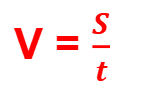 V = S/t